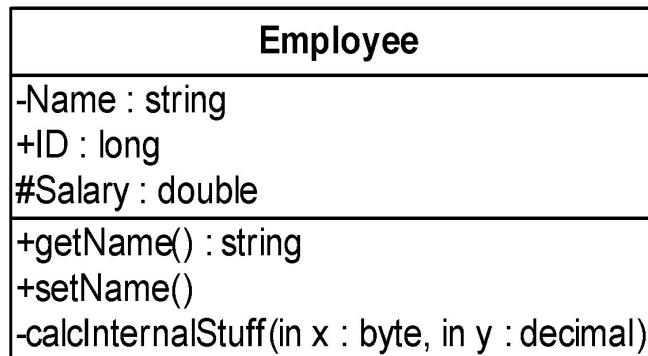 Employee
-Name : string
+ID : long
#Salary : double
+getName() : string
+setName()
-calcInternalStuff(in x : byte, in y : decimal)